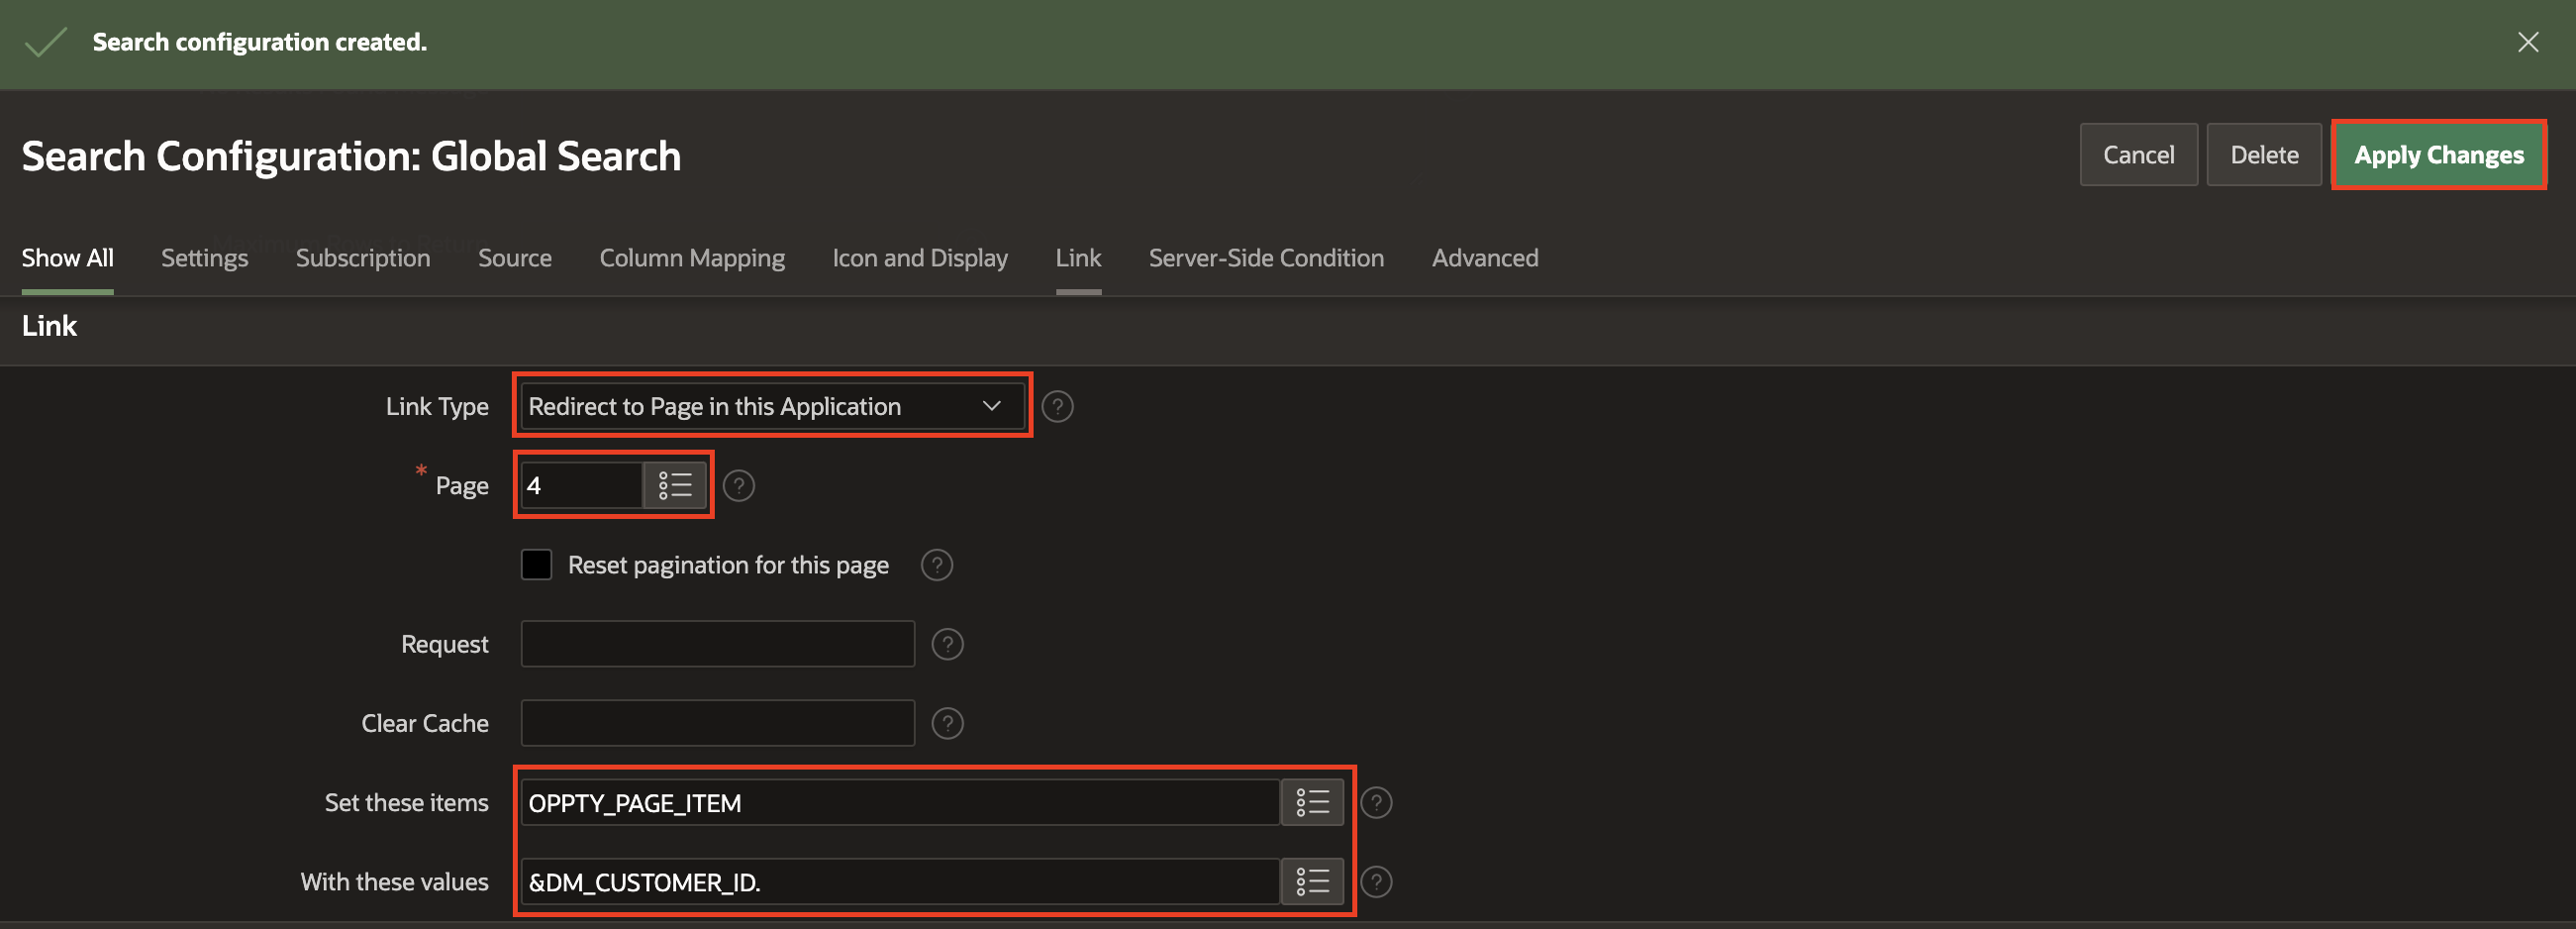 Search configuration created.
Search Configuration: Global Search
Cancel
Delete
Apply Changes
Show All
Settings
Subscription
Source
Column Mapping
Icon and Display
Link
Server-Side Condition
Advanced
Link
Link Type
Redirect to Page in this Application
?
* Page
4
?
Reset pagination for this page
?
Request
?
Clear Cache
?
Set these items
OPPTY_PAGE_ITEM
?
With these values
&DM_CUSTOMER_ID.
?